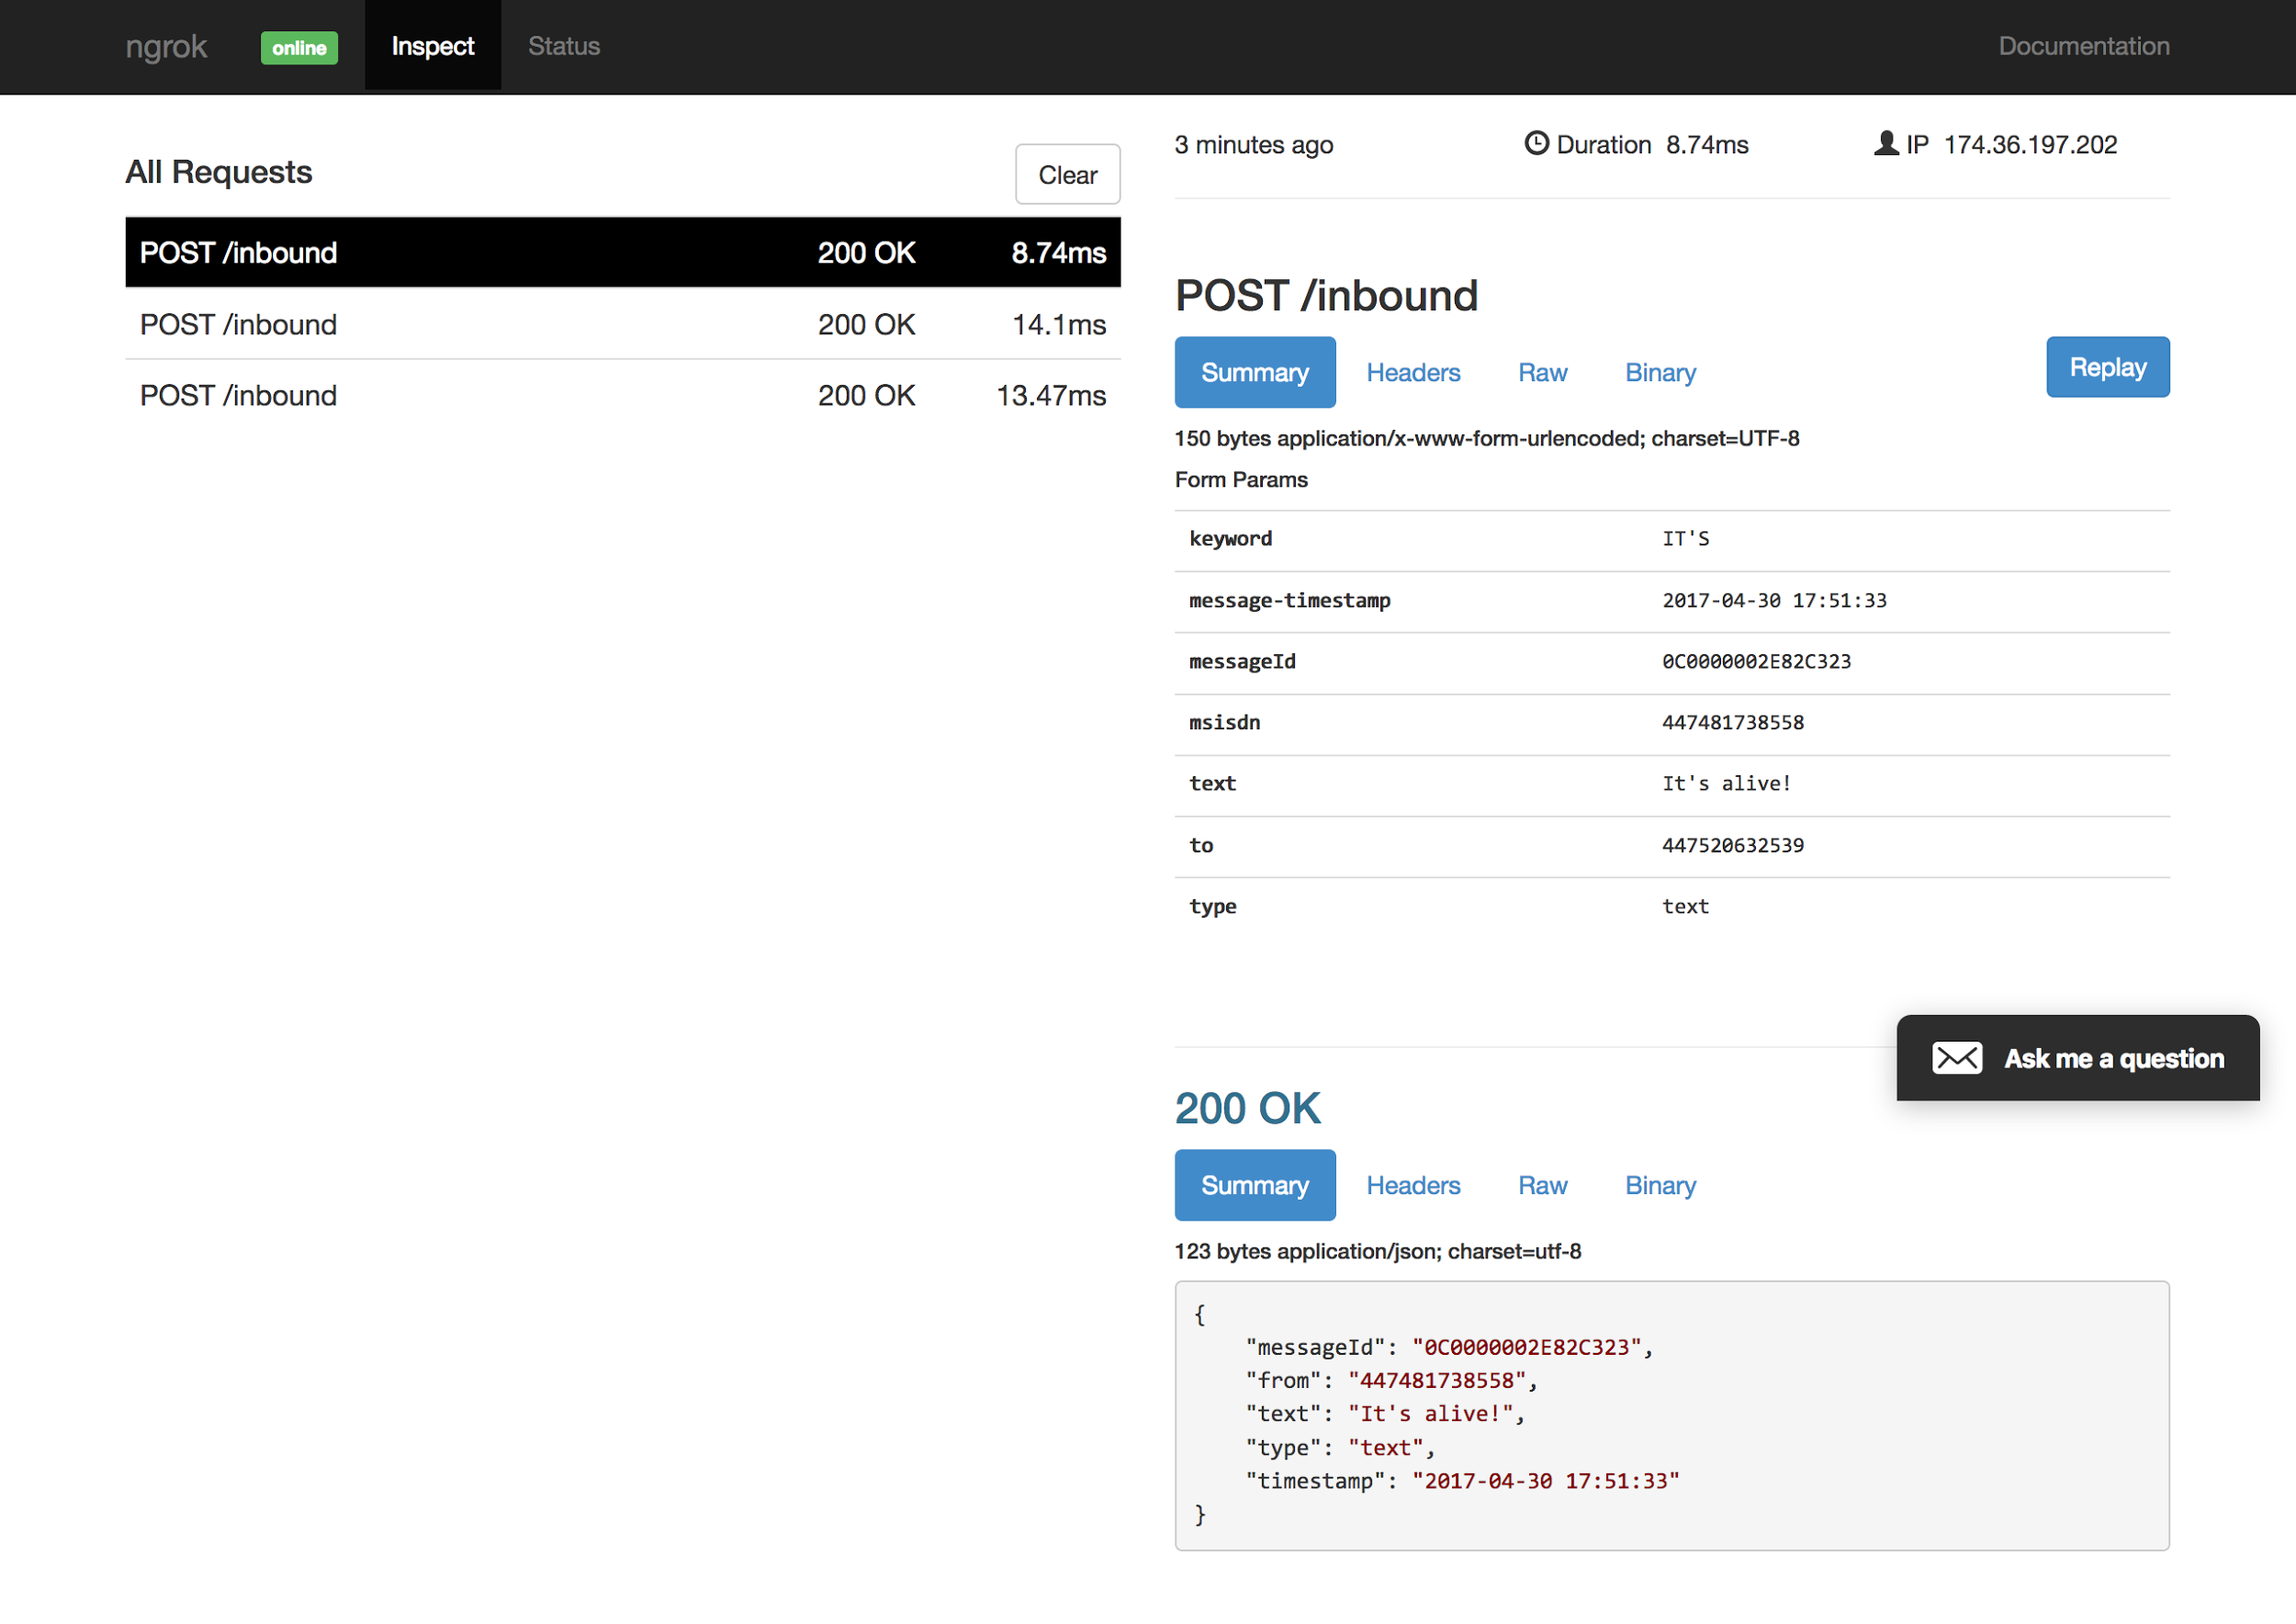 ngrok online Inspect Status Documentation
All Requests Clear
POST /inbound 200 OK 8.74ms
POST /inbound 200 OK 14.1ms
POST /inbound 200 OK 13.47ms
3 minutes ago Duration 8.74ms IP 174.36.197.202
POST /inbound
Summary Headers Raw Binary Replay
150 bytes application/x-www-form-urlencoded; charset=UTF-8
Form Params
keyword IT'S
message-timestamp 2017-04-30 17:51:33
messageId 0C0000002E82C323
msisdn 447481738558
text It's alive!
to 447520632539
type text
Ask me a question
200 OK
Summary Headers Raw Binary
123 bytes application/json; charset=utf-8
{
    "messageId": "0C0000002E82C323",
    "from": "447481738558",
    "text": "It's alive!",
    "type": "text",
    "timestamp": "2017-04-30 17:51:33"
}